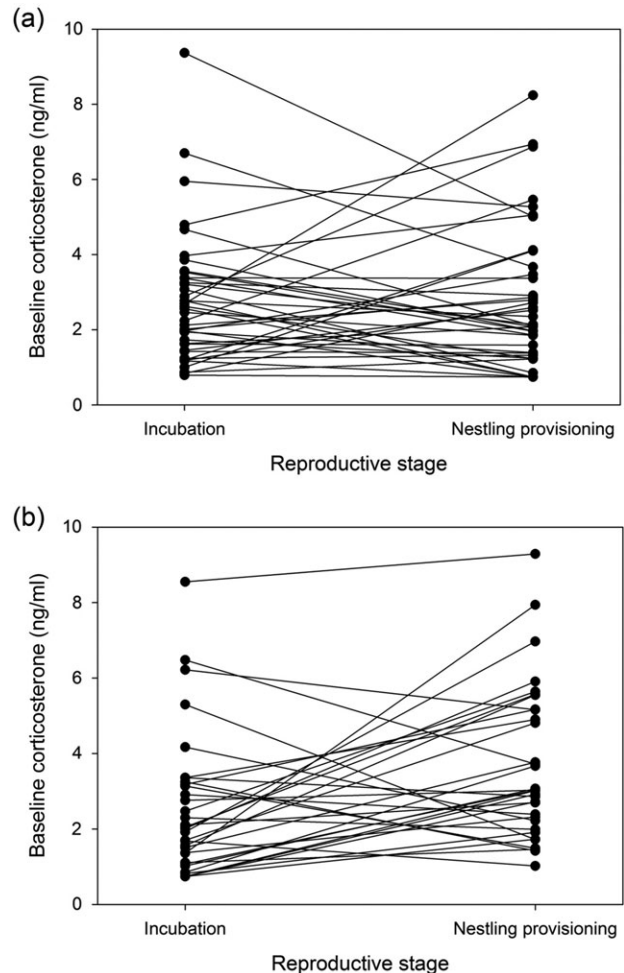 (a)
Baseline corticosterone (ng/ml)
10
8
6
4
2
0
Incubation
Nestling provisioning
Reproductive stage
(b)
Baseline corticosterone (ng/ml)
10
8
6
4
2
0
Incubation
Nestling provisioning
Reproductive stage